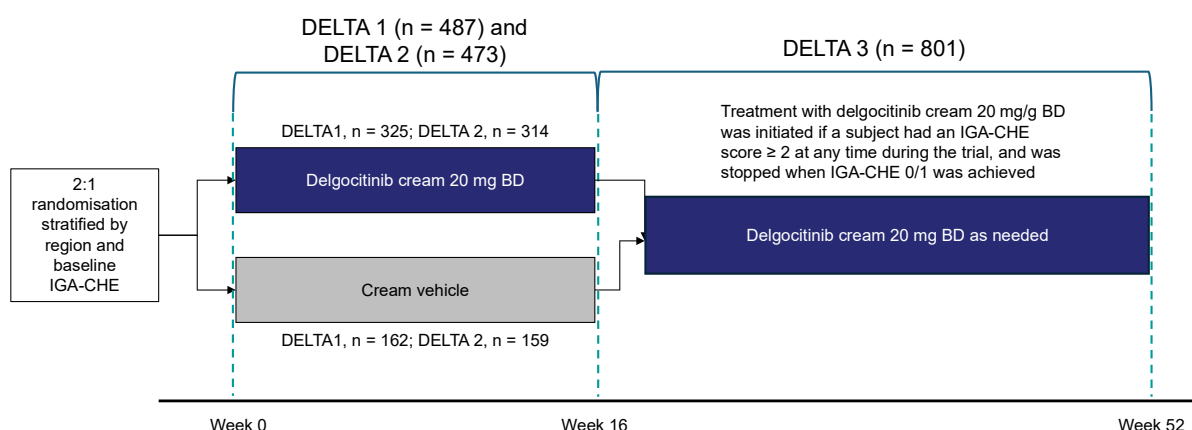 DELTA 1 (n = 487) and
DELTA 2 (n = 473)
DELTA 3 (n = 801)
DELTA1, n = 325; DELTA 2, n = 314
Treatment with delgocitinib cream 20 mg/g BD
was initiated if a subject had an IGA-CHE
score ≥ 2 at any time during the trial, and was
stopped when IGA-CHE 0/1 was achieved
2:1
randomisation
stratified by
region and
baseline
IGA-CHE
Delgocitinib cream 20 mg BD
Delgocitinib cream 20 mg BD as needed
Cream vehicle
DELTA1, n = 162; DELTA 2, n = 159
Week 0
Week 16
Week 52